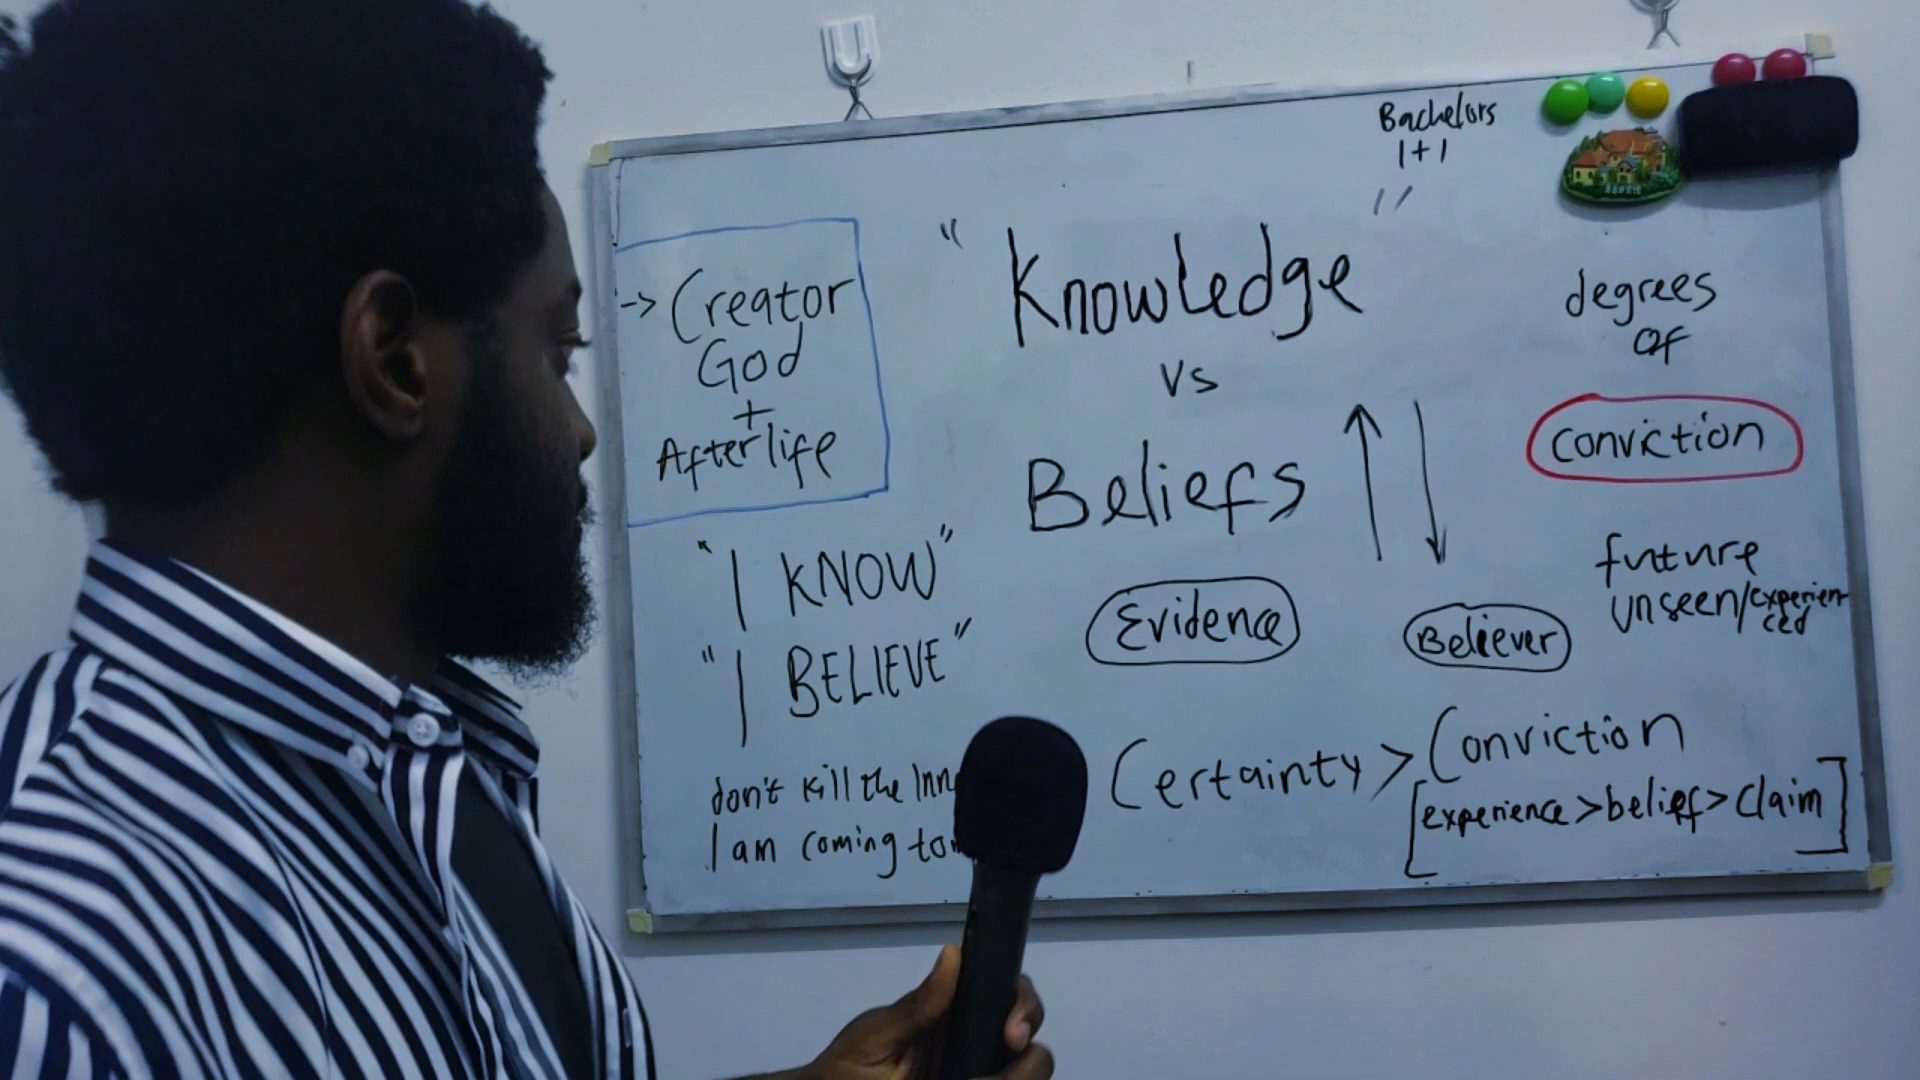 Bachelors
1+1
-> Creator
God
+
Afterlife
"Knowledge"
vs
Beliefs
degrees
of
conviction
"I KNOW"
"I BELIEVE"
Evidence
Believer
future
unseen/experienced
don't kill the
I am coming
Certainty > Conviction
[experience > belief > claim]